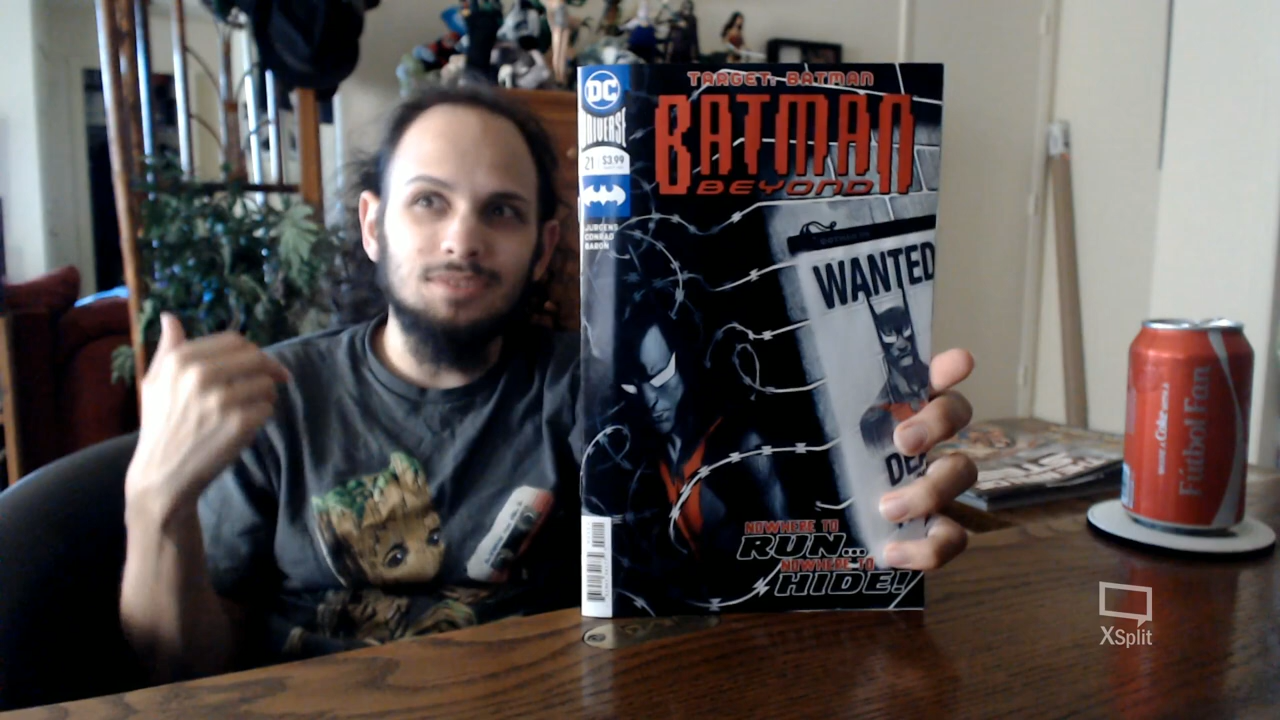 TARGET: BATMAN
BATMAN
BEYOND
DC
UNIVERSE
21 $3.99
JURGENS
CONRAD
BARON
WANTED
NOWHERE TO
RUN...
NOWHERE TO
HIDE!
Fútbol Fan
XSplit